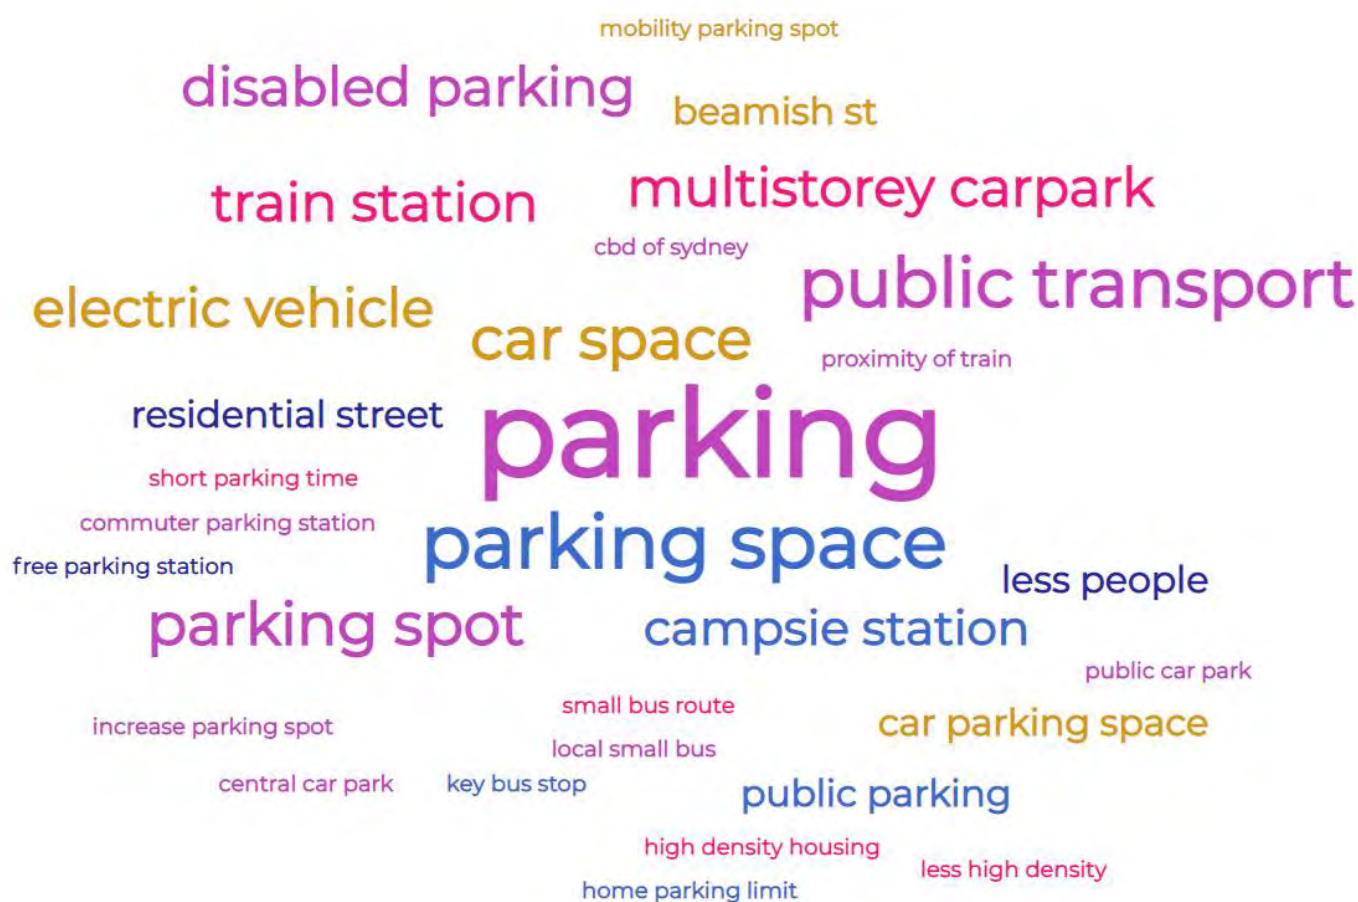 mobility parking spot
disabled parking
beamish st
train station
multistorey carpark
cbd of sydney
public transport
electric vehicle
car space
proximity of train
residential street
parking
short parking time
commuter parking station
parking space
free parking station
less people
parking spot
campsie station
public car park
small bus route
increase parking spot
car parking space
local small bus
central car park
key bus stop
public parking
high density housing
less high density
home parking limit